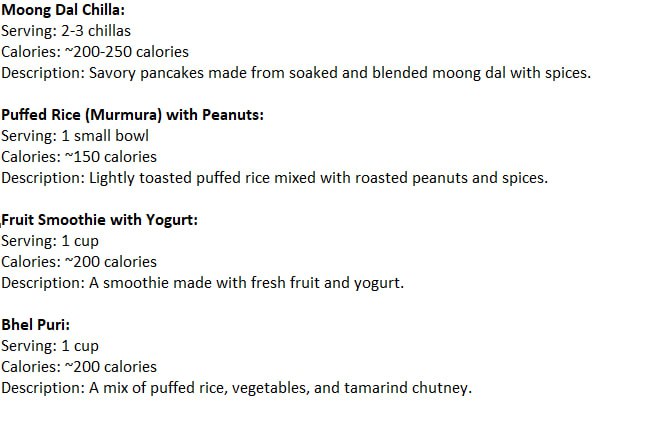 Moong Dal Chilla:
Serving: 2-3 chillas
Calories: ~200-250 calories
Description: Savory pancakes made from soaked and blended moong dal with spices.
Puffed Rice (Murmura) with Peanuts:
Serving: 1 small bowl
Calories: ~150 calories
Description: Lightly toasted puffed rice mixed with roasted peanuts and spices.
Fruit Smoothie with Yogurt:
Serving: 1 cup
Calories: ~200 calories
Description: A smoothie made with fresh fruit and yogurt.
Bhel Puri:
Serving: 1 cup
Calories: ~200 calories
Description: A mix of puffed rice, vegetables, and tamarind chutney.